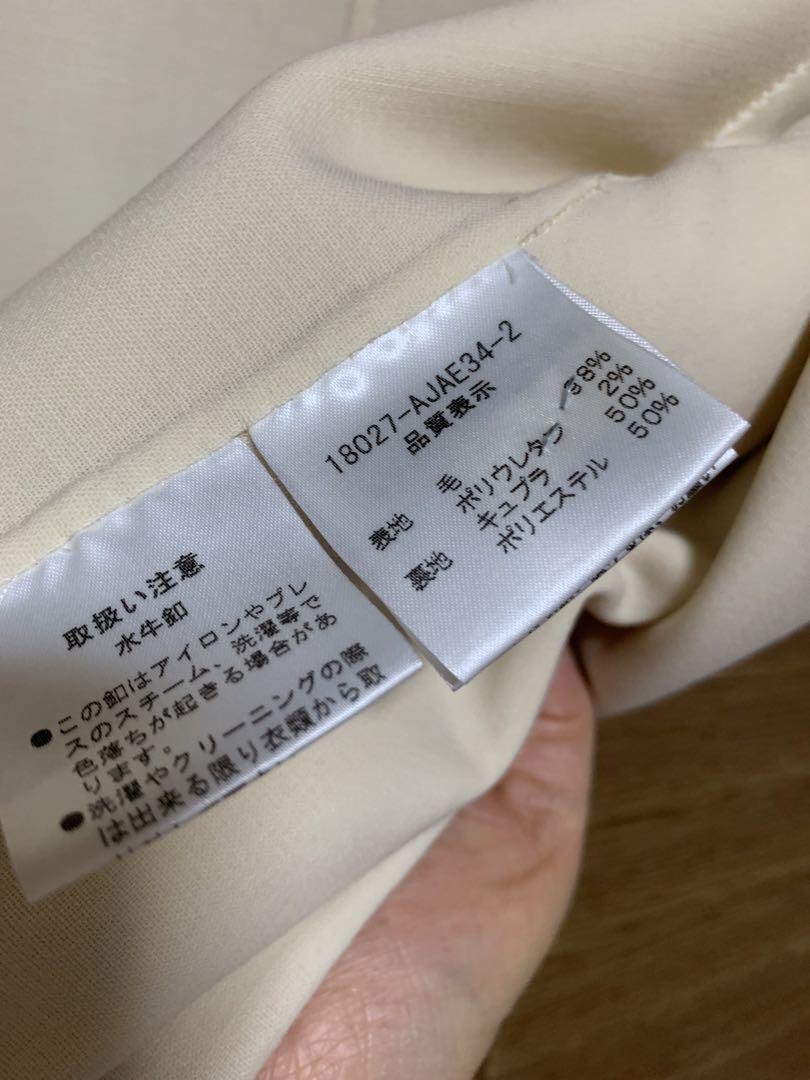 18027-AJAE34-2
品質表示
表地 毛 98%
ポリウレタン 2%
裏地 キュプラ 50%
ポリエステル 50%
取扱い注意
水牛釦
●この釦はアイロンやプレ
スのスチーム、洗濯等で
色落ちが起きる場合があ
ります。
●洗濯やクリーニングの際
は出来る限り衣類から取